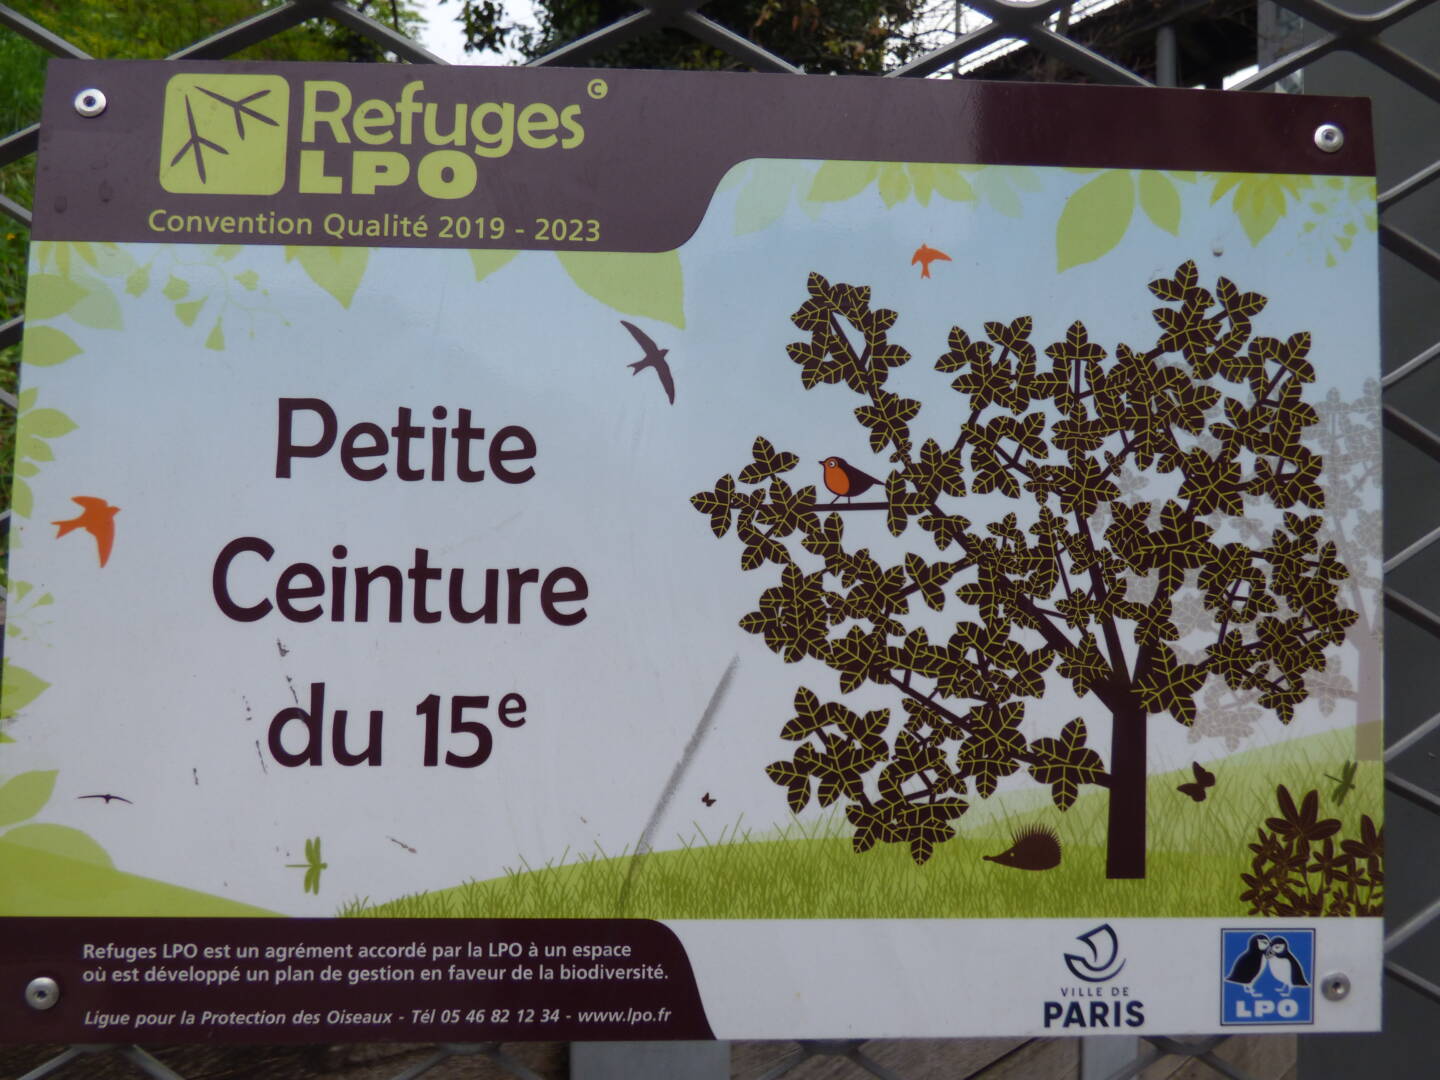 Refuges©
LPO
Convention Qualité 2019 - 2023
Petite
Ceinture
du 15e
Refuges LPO est un agrément accordé par la LPO à un espace
où est développé un plan de gestion en faveur de la biodiversité.
Ligue pour la Protection des Oiseaux - Tél 05 46 82 12 34 - www.lpo.fr
VILLE DE
PARIS
LPO